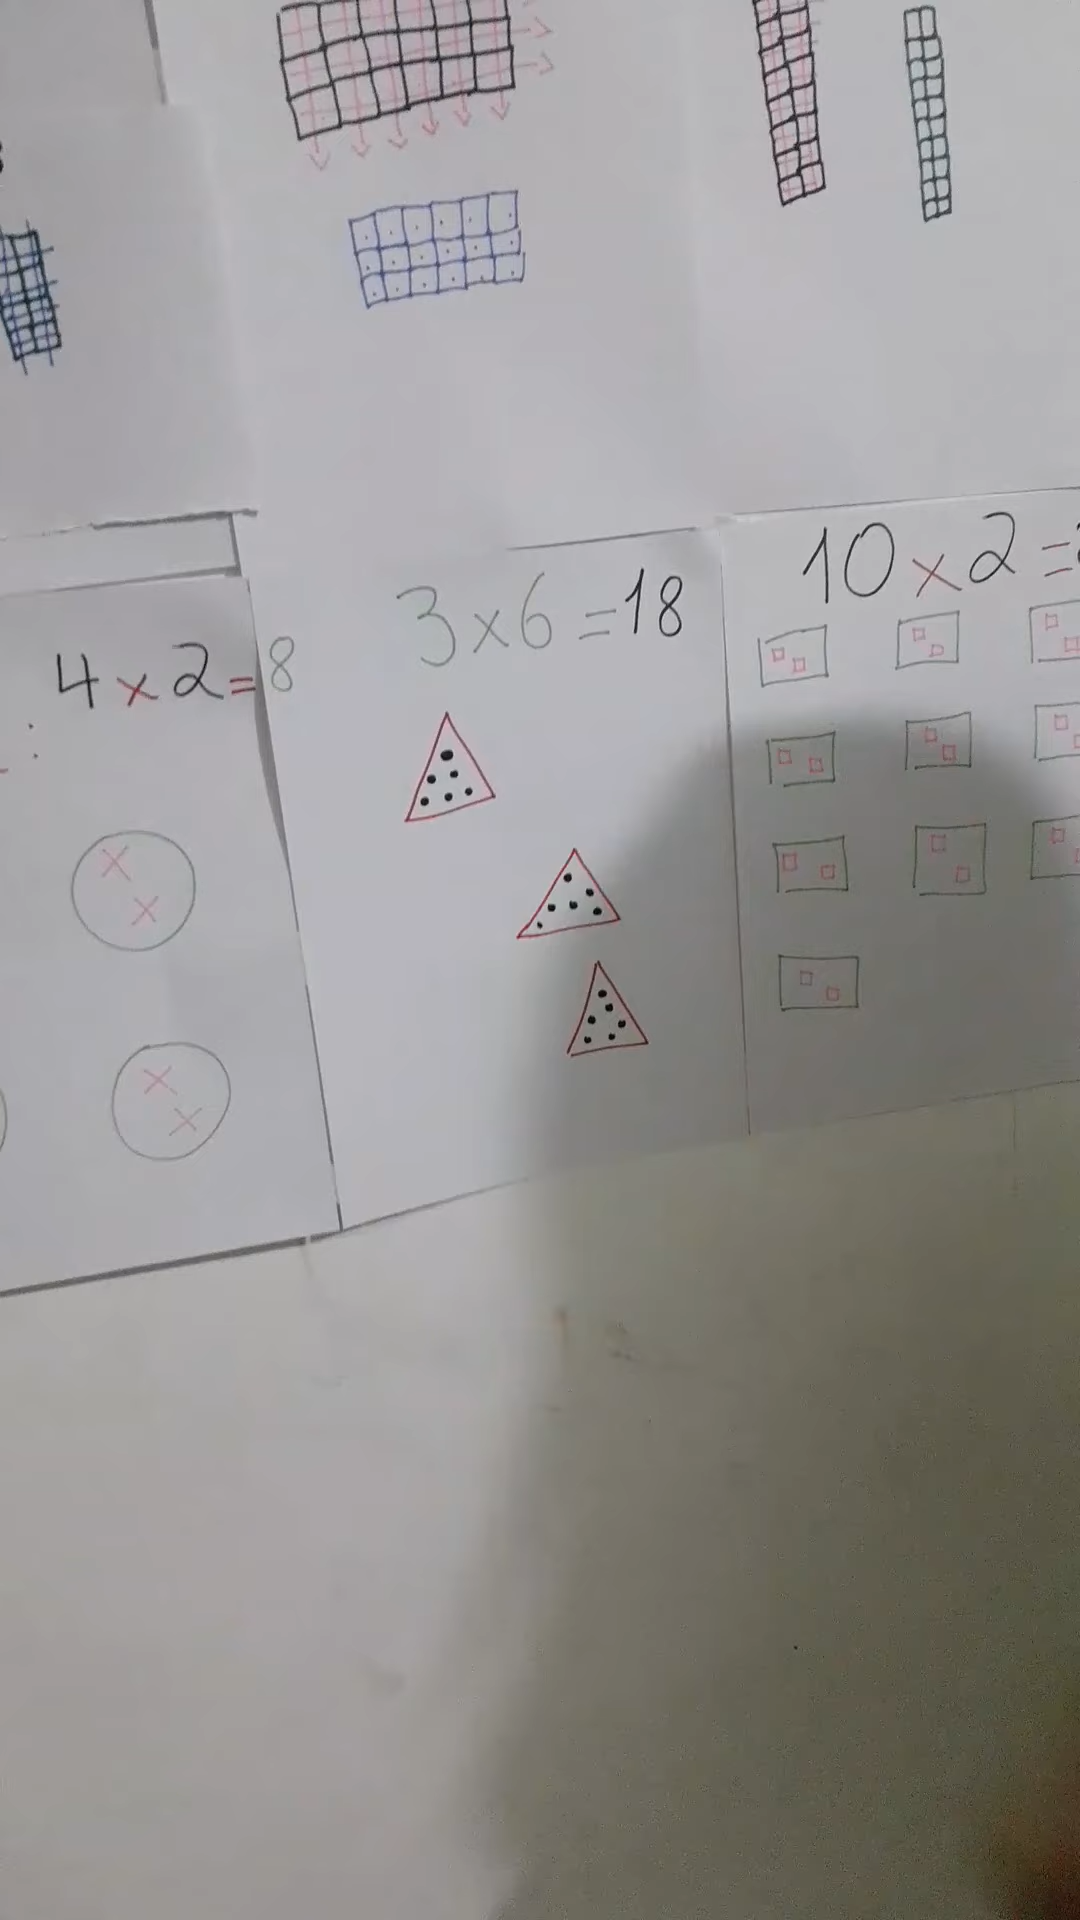 4 x 2 = 8
3 x 6 = 18
10 x 2 =